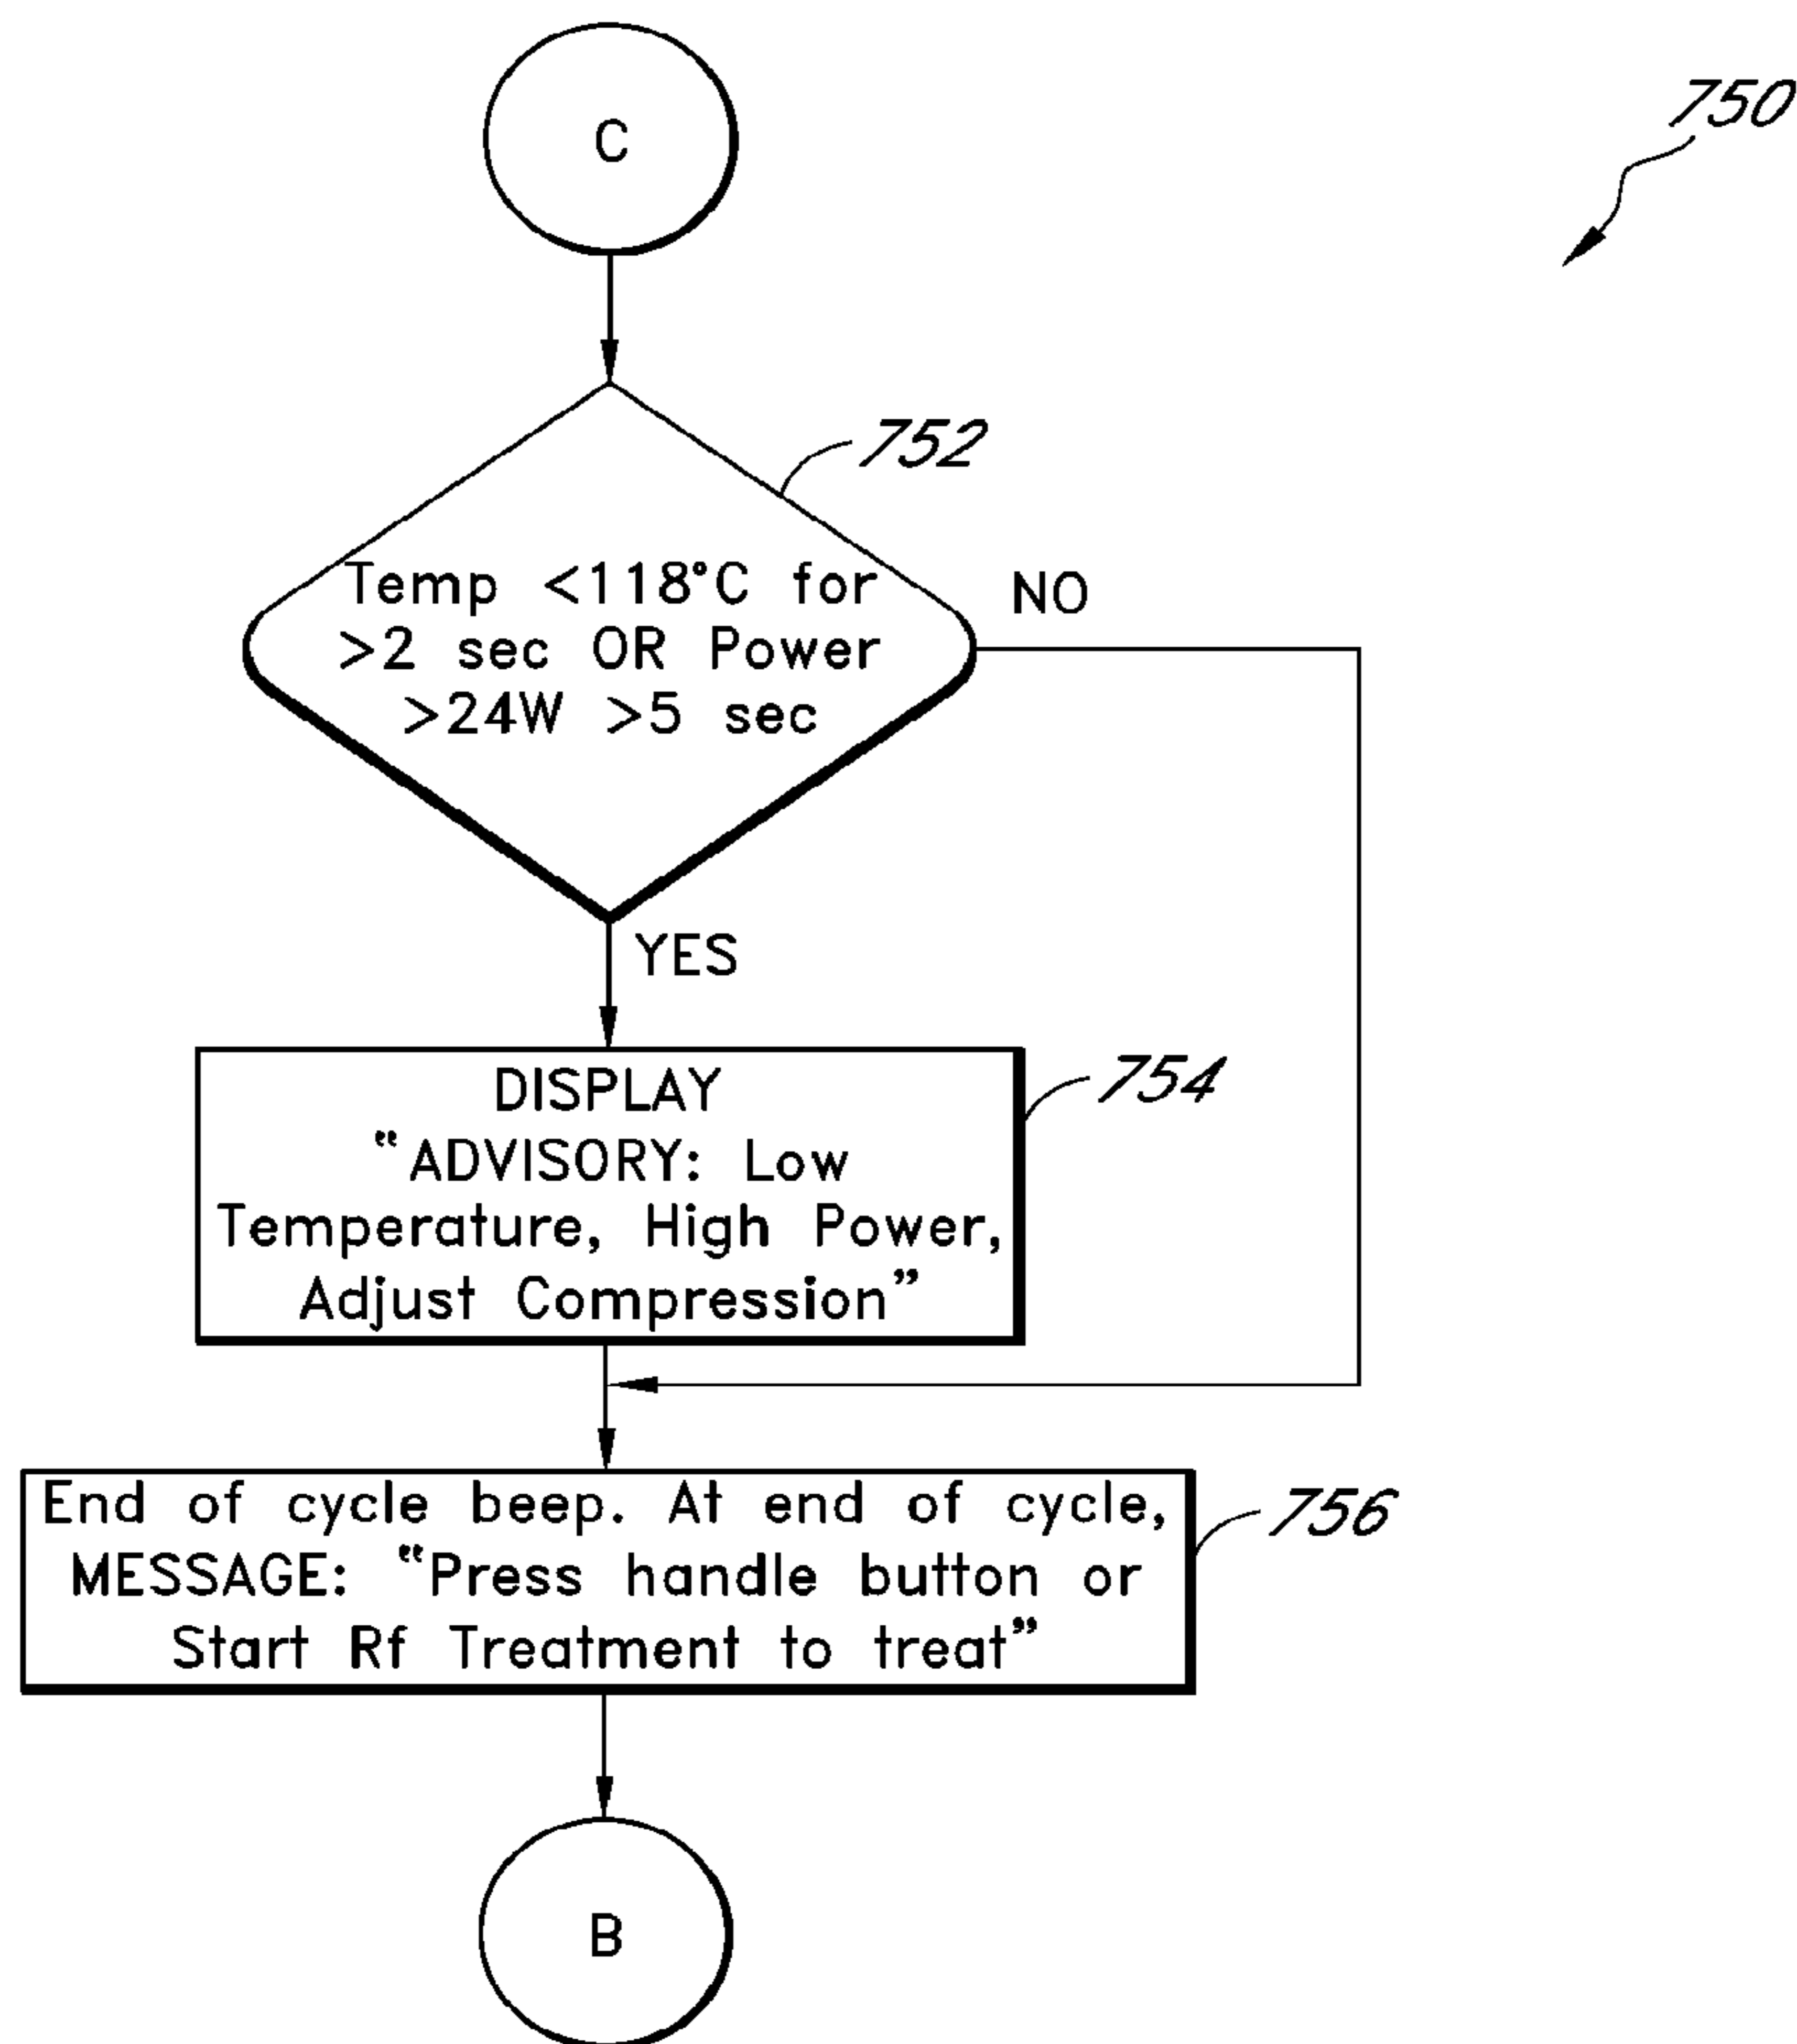 C
750
752
Temp <118°C for
>2 sec OR Power
>24W >5 sec
NO
YES
DISPLAY
“ADVISORY: Low
Temperature, High Power,
Adjust Compression”
754
End of cycle beep. At end of cycle,
MESSAGE: “Press handle button or
Start Rf Treatment to treat”
756
B